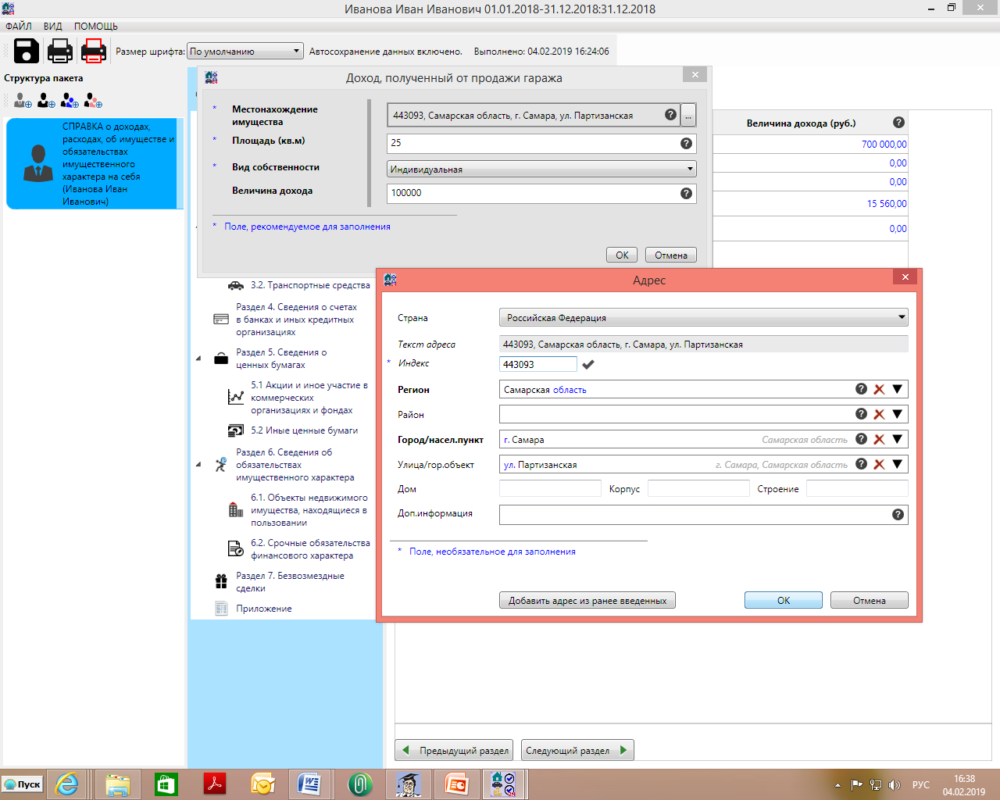 Иванова Иван Иванович 01.01.2018-31.12.2018:31.12.2018
ФАЙЛ ВИД ПОМОЩЬ
Размер шрифта: По умолчанию Автосохранение данных включено. Выполнено: 04.02.2019 16:24:06
Структура пакета
СПРАВКА о доходах,
расходах, об имуществе и
обязательствах
имущественного
характера на себя
(Иванова Иван
Иванович)
Доход, полученный от продажи гаража
* Местонахождение
имущества
443093, Самарская область, г. Самара, ул. Партизанская ? ...
* Площадь (кв.м) 25 ?
* Вид собственности Индивидуальная
Величина дохода 100000 ?
* Поле, рекомендуемое для заполнения
ОК Отмена
Величина дохода (руб.) ?
700 000,00
0,00
0,00
15 560,00
0,00
3.2. Транспортные средства
Раздел 4. Сведения о счетах
в банках и иных кредитных
организациях
Раздел 5. Сведения о
ценных бумагах
5.1 Акции и иное участие в
коммерческих
организациях и фондах
5.2 Иные ценные бумаги
Раздел 6. Сведения об
обязательствах
имущественного характера
6.1. Объекты недвижимого
имущества, находящиеся в
пользовании
6.2. Срочные обязательства
финансового характера
Раздел 7. Безвозмездные
сделки
Приложение
Адрес
Страна Российская Федерация
Текст адреса 443093, Самарская область, г. Самара, ул. Партизанская
* Индекс 443093
Регион Самарская область ?
Район ?
Город/насел.пункт г. Самара Самарская область ?
Улица/гор.объект ул. Партизанская г. Самара, Самарская область ?
Дом Корпус Строение
Доп.информация ?
* Поле, необязательное для заполнения
Добавить адрес из ранее введенных ОК Отмена
Предыдущий раздел Следующий раздел
Пуск
РУС
16:38
04.02.2019